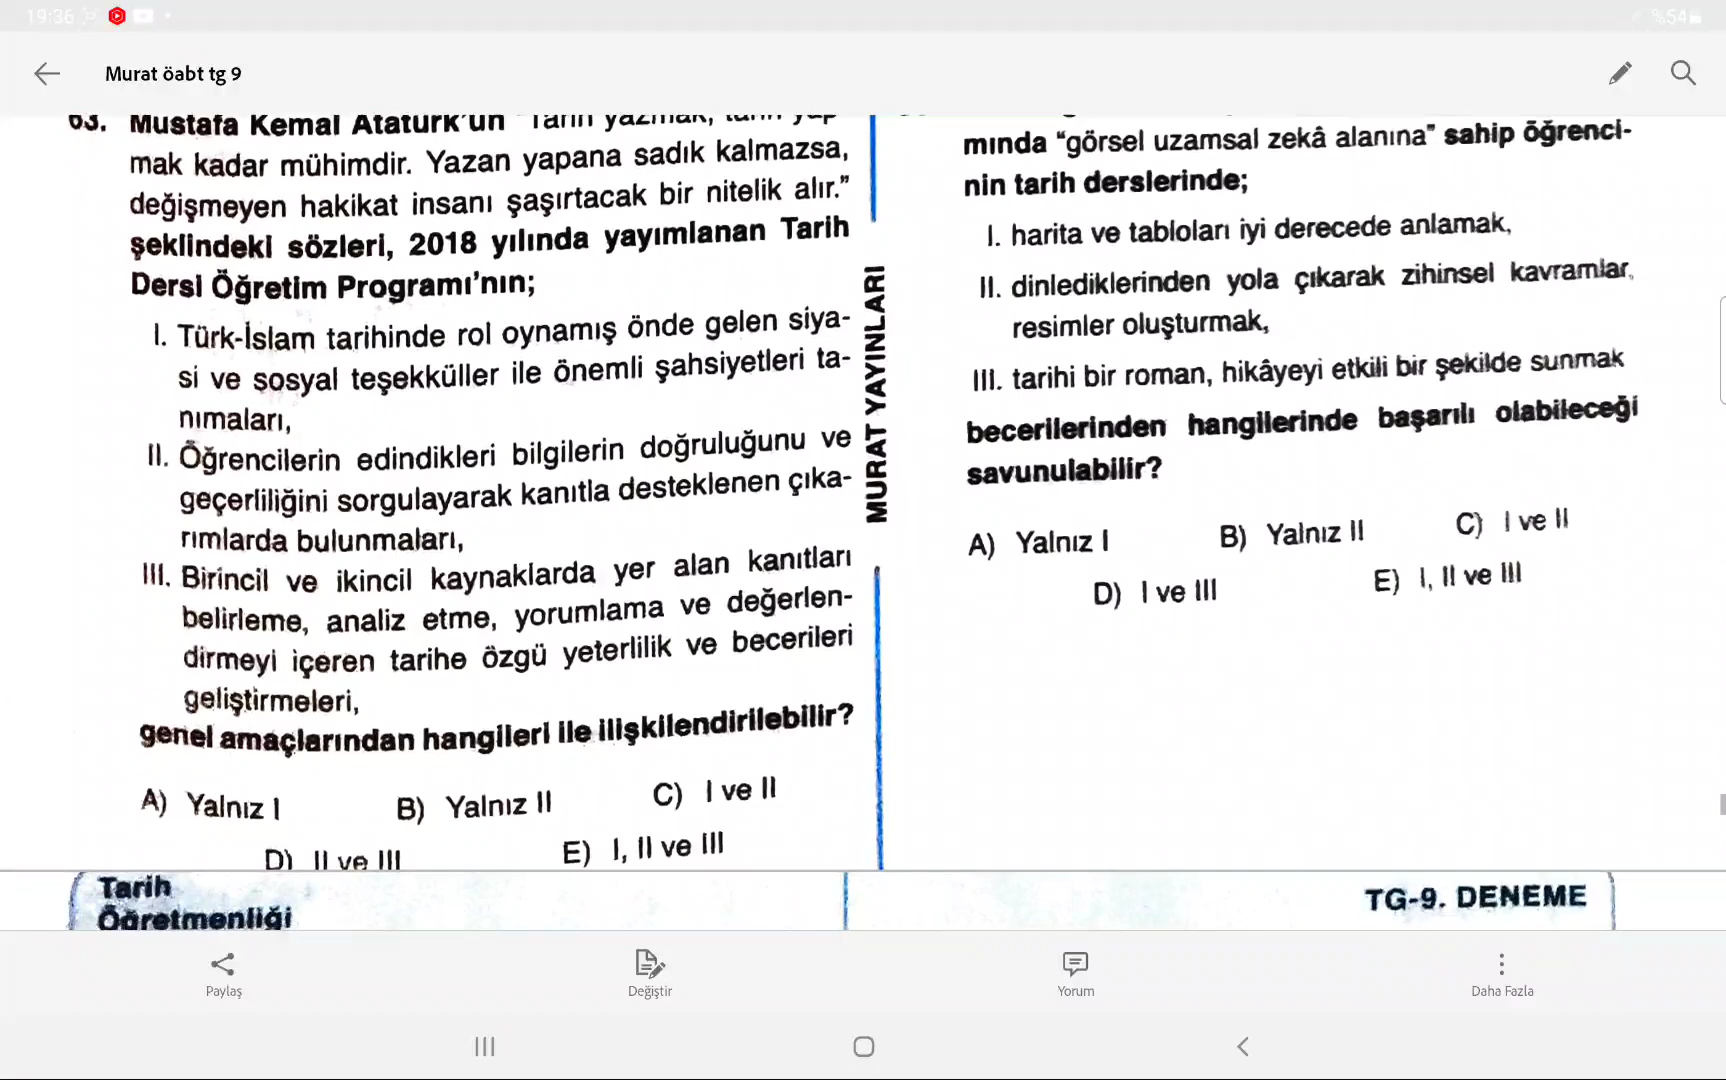 19:36
%54
Murat öabt tg 9
63. Mustafa Kemal Atatürk'ün "Tarih yazmak, tarih yap-
mak kadar mühimdir. Yazan yapana sadık kalmazsa,
değişmeyen hakikat insanı şaşırtacak bir nitelik alır."
şeklindeki sözleri, 2018 yılında yayımlanan Tarih
Dersi Öğretim Programı'nın;
I. Türk-İslam tarihinde rol oynamış önde gelen siya-
si ve sosyal teşekküller ile önemli şahsiyetleri ta-
nımaları,
II. Öğrencilerin edindikleri bilgilerin doğruluğunu ve
geçerliliğini sorgulayarak kanıtla desteklenen çıka-
rımlarda bulunmaları,
III. Birincil ve ikincil kaynaklarda yer alan kanıtları
belirleme, analiz etme, yorumlama ve değerlen-
dirmeyi içeren tarihe özgü yeterlilik ve becerileri
geliştirmeleri,
genel amaçlarından hangileri ile ilişkilendirilebilir?
A) Yalnız I B) Yalnız II C) I ve II
D) II ve III E) I, II ve III
MURAT YAYINLARI
mında "görsel uzamsal zekâ alanına" sahip öğrenci-
nin tarih derslerinde;
I. harita ve tabloları iyi derecede anlamak,
II. dinlediklerinden yola çıkarak zihinsel kavramlar,
resimler oluşturmak,
III. tarihi bir roman, hikâyeyi etkili bir şekilde sunmak
becerilerinden hangilerinde başarılı olabileceği
savunulabilir?
A) Yalnız I B) Yalnız II C) I ve II
D) I ve III E) I, II ve III
Tarih
Öğretmenliği
TG-9. DENEME
Paylaş
Değiştir
Yorum
Daha Fazla